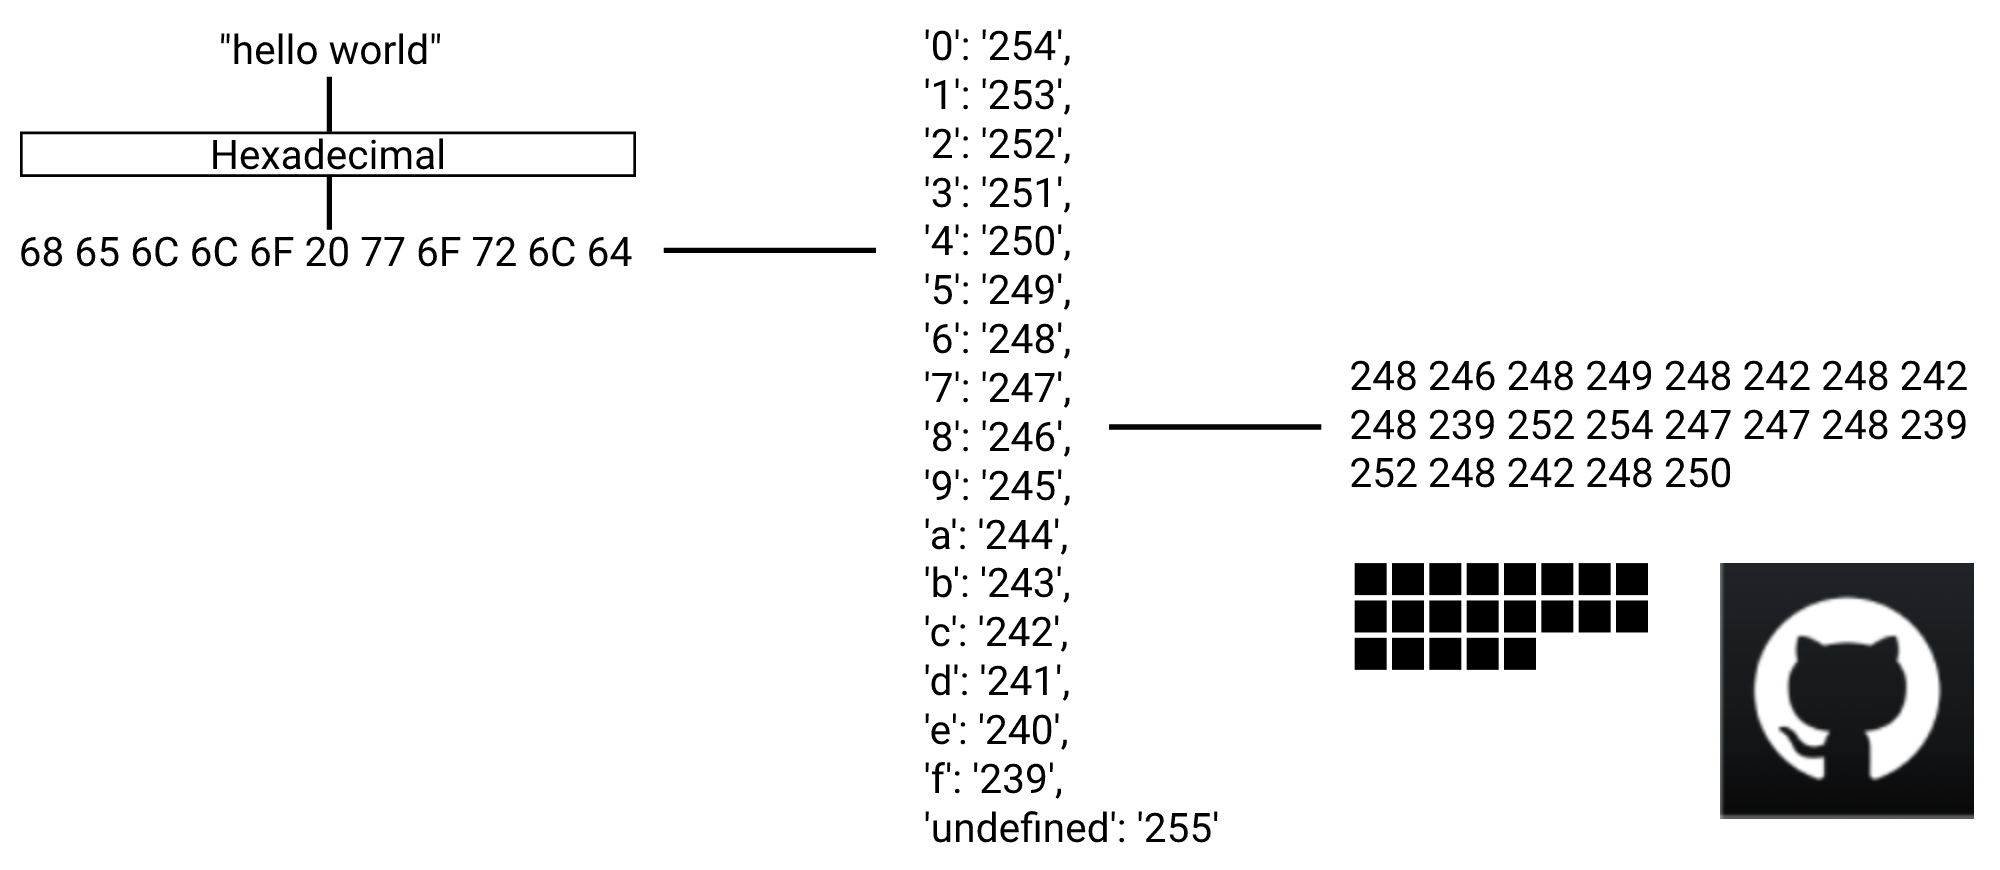 "hello world"
Hexadecimal
68 65 6C 6C 6F 20 77 6F 72 6C 64
'0': '254',
'1': '253',
'2': '252',
'3': '251',
'4': '250',
'5': '249',
'6': '248',
'7': '247',
'8': '246',
'9': '245',
'a': '244',
'b': '243',
'c': '242',
'd': '241',
'e': '240',
'f': '239',
'undefined': '255'
248 246 248 249 248 242 248 242
248 239 252 254 247 247 248 239
252 248 242 248 250